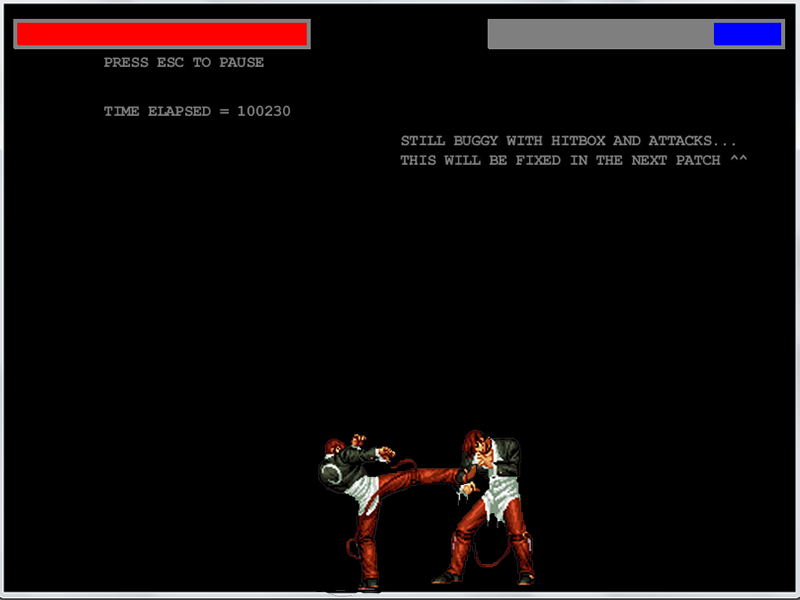 PRESS ESC TO PAUSE
TIME ELAPSED = 100230
STILL BUGGY WITH HITBOX AND ATTACKS...
THIS WILL BE FIXED IN THE NEXT PATCH ^^